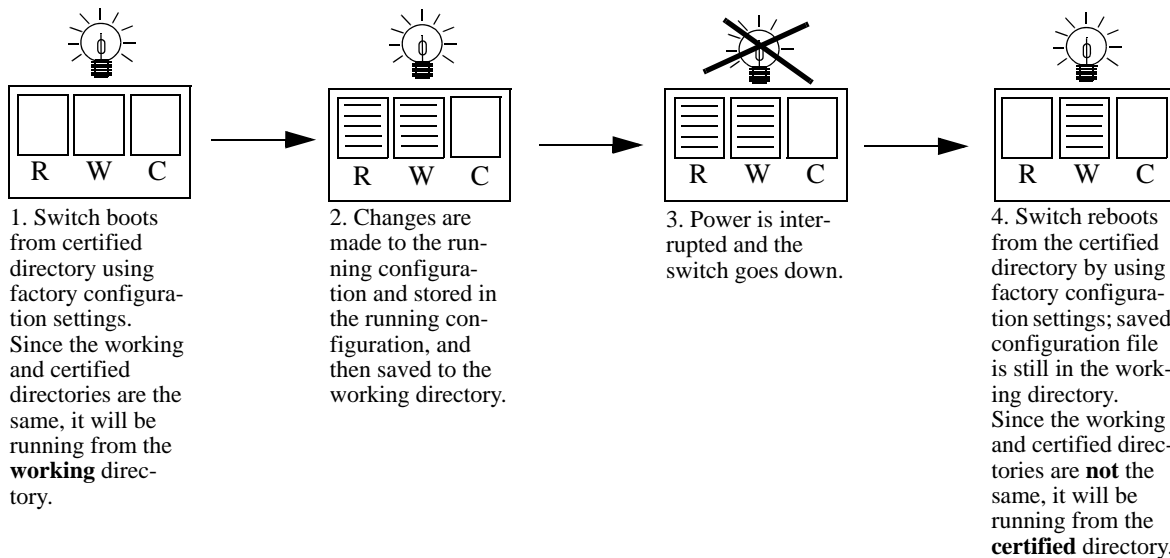 R W C
R W C
R W C
R W C
1. Switch boots
from certified
directory using
factory configura-
tion settings.
Since the working
and certified
directories are the
same, it will be
running from the
working direc-
tory.
2. Changes are
made to the run-
ning configura-
tion and stored in
the running con-
figuration, and
then saved to the
working directory.
3. Power is inter-
rupted and the
switch goes down.
4. Switch reboots
from the certified
directory by using
factory configura-
tion settings; saved
configuration file
is still in the work-
ing directory.
Since the working
and certified direc-
tories are not the
same, it will be
running from the
certified directory.